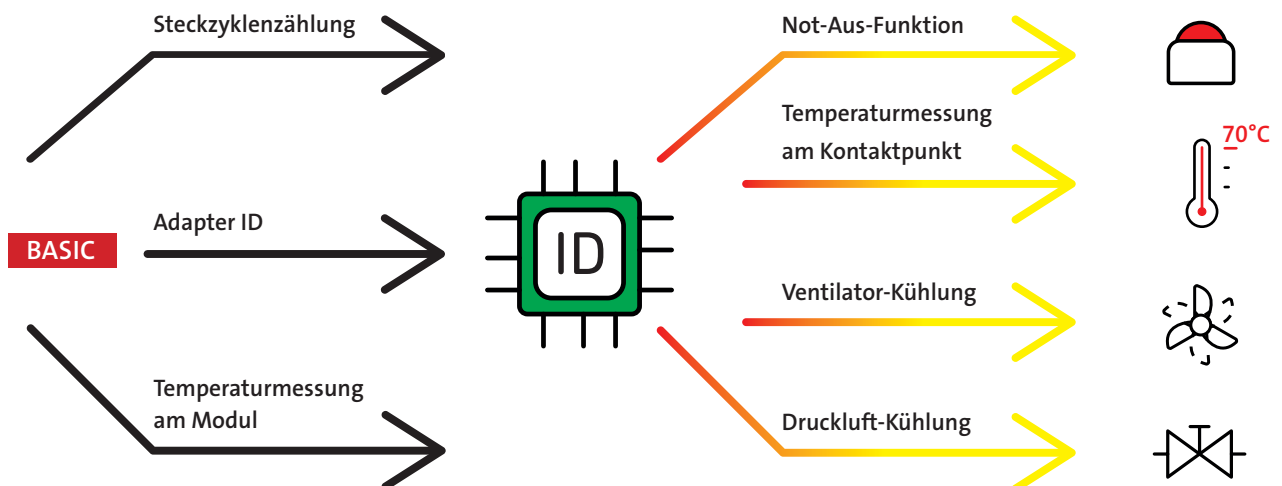 Steckzyklenzählung
BASIC
Adapter ID
Temperaturmessung
am Modul
ID
Not-Aus-Funktion
Temperaturmessung
am Kontaktpunkt
70°C
Ventilator-Kühlung
Druckluft-Kühlung